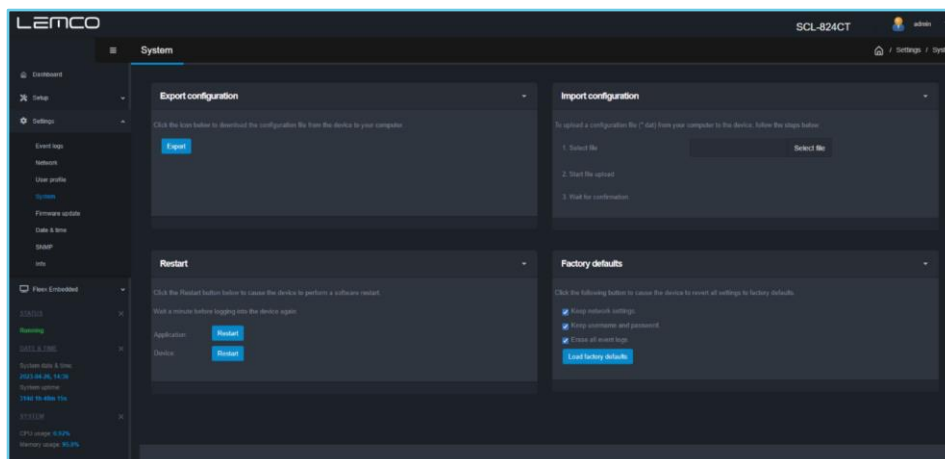 LEMCO
SCL-824CT
admin
System
/ Settings / Syst
Dashboard
Setup
Settings
Event logs
Network
User profile
System
Firmware update
Date & time
SNMP
Info
Flexo Embedded
STATUS
Running
DATE & TIME
System date & time:
2023-04-26, 14:36
System uptime:
CPU usage:
Memory usage:
SYSTEM
Export configuration
Click the icon below to download the configuration file from the device to your computer.
Export
Import configuration
To upload a configuration file (*.dat) from your computer to the device, follow the steps below:
1. Select file
Select file
2. Start file upload
3. Wait for confirmation
Restart
Click the Restart button below to cause the device to perform a software restart.
Wait a minute before logging into the device again.
Application
Restart
Device
Restart
Factory defaults
Click the following button to cause the device to revert all settings to factory defaults.
Keep network settings
Keep username and password
Erase all event logs
Load factory defaults